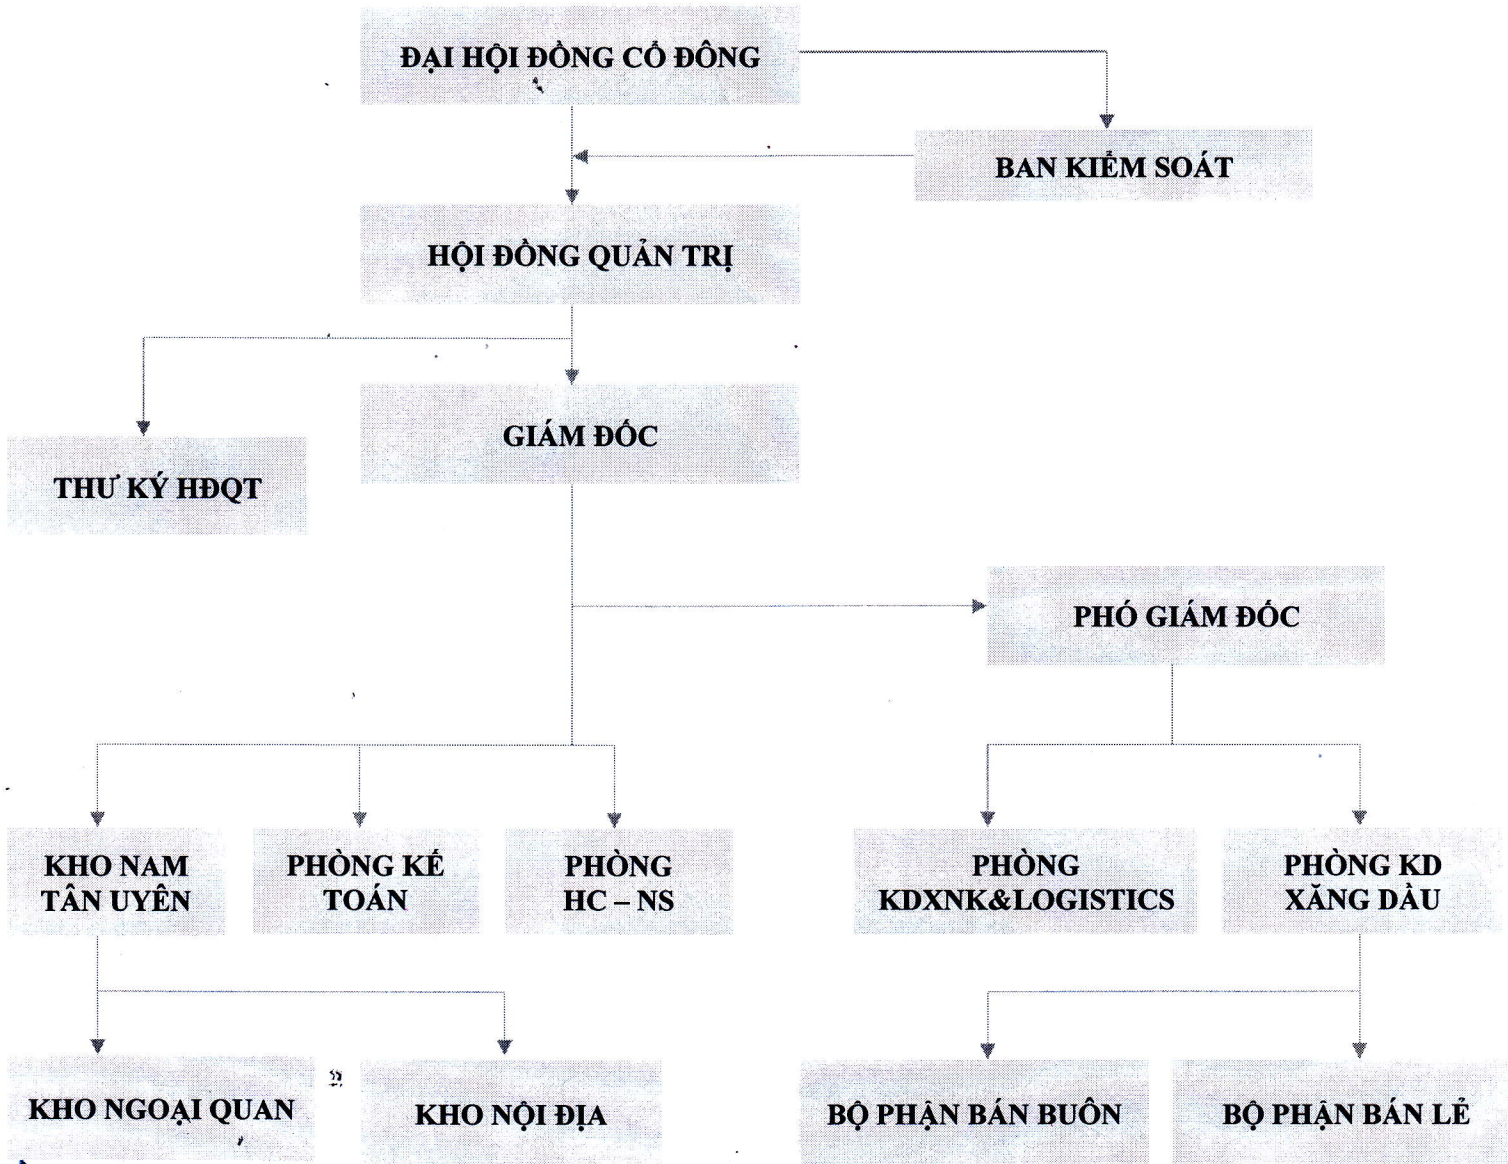 ĐẠI HỘI ĐỒNG CỔ ĐÔNG
BAN KIỂM SOÁT
HỘI ĐỒNG QUẢN TRỊ
GIÁM ĐỐC
THƯ KÝ HĐQT
PHÓ GIÁM ĐỐC
KHO NAM
TÂN UYÊN
PHÒNG KẾ
TOÁN
PHÒNG
HC – NS
PHÒNG
KDXNK&LOGISTICS
PHÒNG KD
XĂNG DẦU
KHO NGOẠI QUAN
KHO NỘI ĐỊA
BỘ PHẬN BÁN BUÔN
BỘ PHẬN BÁN LẺ